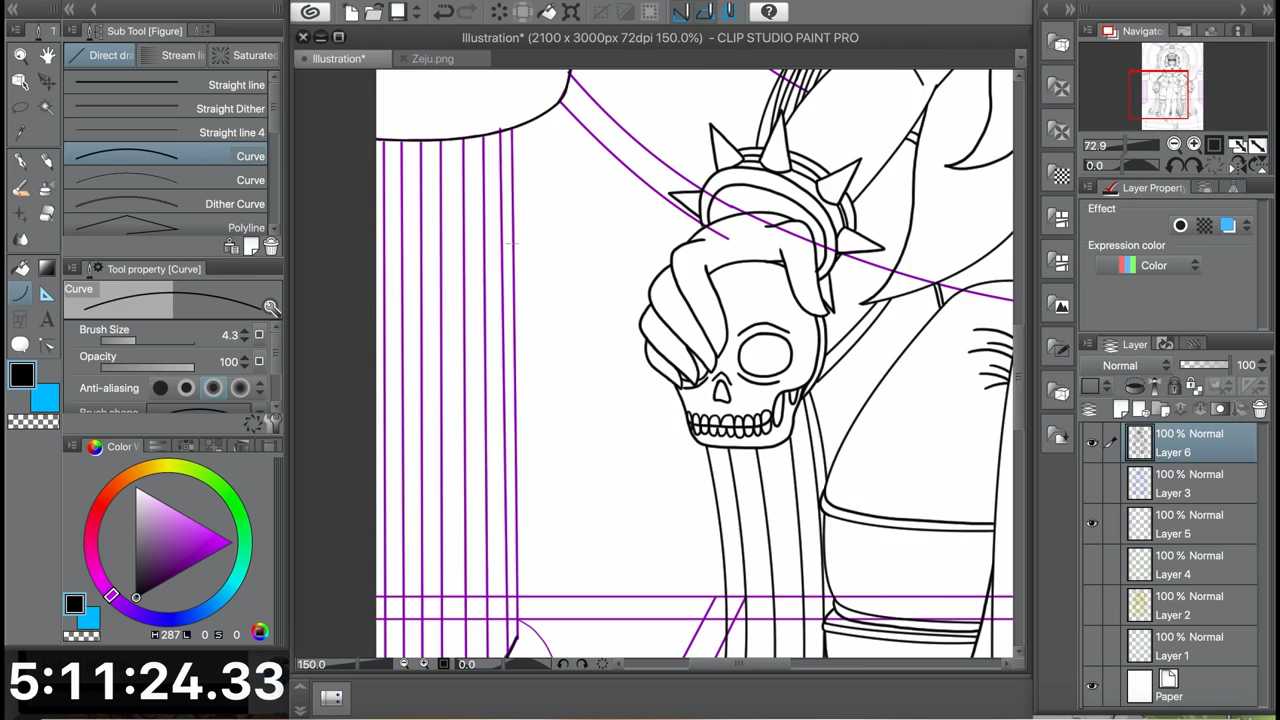 Illustration* (2100 x 3000px 72dpi 150.0%) - CLIP STUDIO PAINT PRO
Illustration*
Zeju.png
Sub Tool [Figure]
Direct dra
Stream lin
Saturated
Straight line
Straight Dither
Straight line 4
Curve
Curve
Dither Curve
Polyline
Tool property [Curve]
Curve
Brush Size
4.3
Opacity
100
Anti-aliasing
Brush shape
Color W
H 287 L 0 S 0
5:11:24.33
150.0
0.0
Navigator
72.9
0.0
Layer Property
Effect
Expression color
Color
Layer
Normal
100
100 % Normal
Layer 6
100 % Normal
Layer 3
100 % Normal
Layer 5
100 % Normal
Layer 4
100 % Normal
Layer 2
100 % Normal
Layer 1
Paper